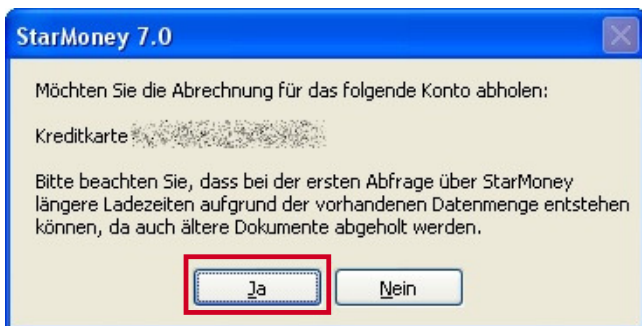 StarMoney 7.0
Möchten Sie die Abrechnung für das folgende Konto abholen:
Kreditkarte
Bitte beachten Sie, dass bei der ersten Abfrage über StarMoney
längere Ladezeiten aufgrund der vorhandenen Datenmenge entstehen
können, da auch ältere Dokumente abgeholt werden.
Ja
Nein